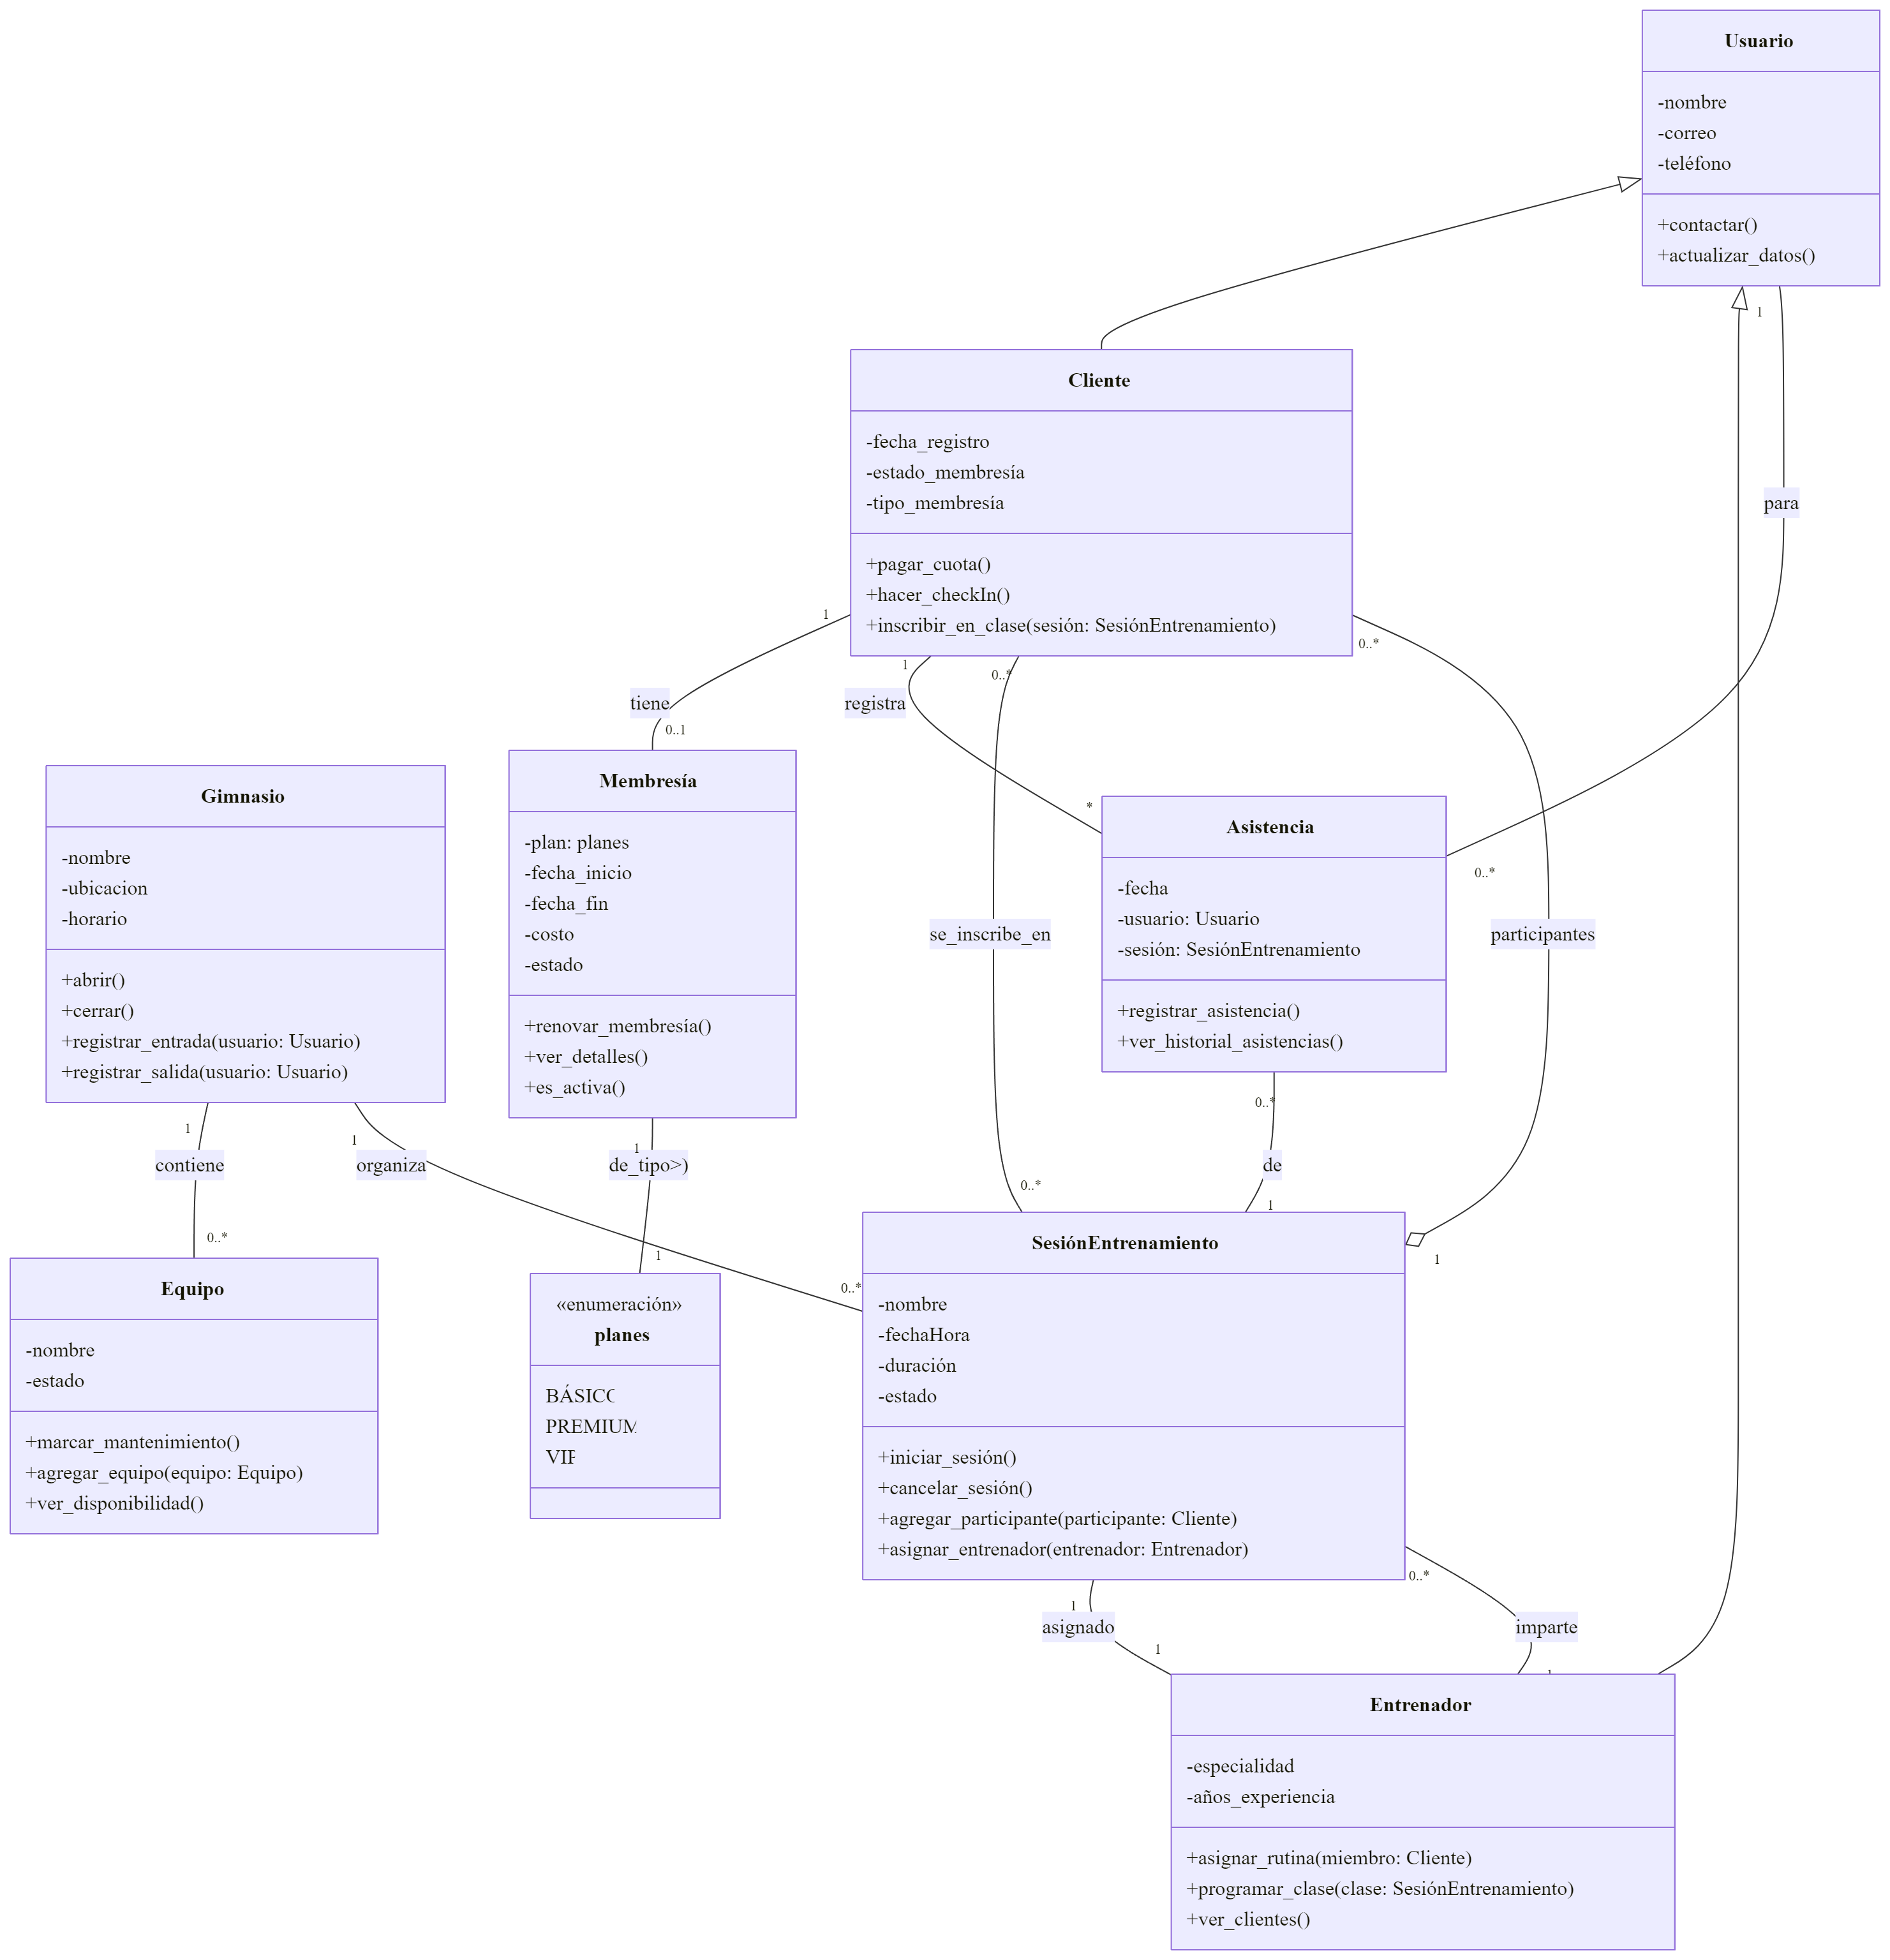 Usuario
-nombre
-correo
-teléfono
+contactar()
+actualizar_datos()
1
Cliente
-fecha_registro
-estado_membresía
-tipo_membresía
+pagar_cuota()
+hacer_checkIn()
+inscribir_en_clase(sesión: SesiónEntrenamiento)
para
1
0..*
1
0..*
tiene
registra
0..1
Gimnasio
-nombre
-ubicacion
-horario
+abrir()
+cerrar()
+registrar_entrada(usuario: Usuario)
+registrar_salida(usuario: Usuario)
Membresía
-plan: planes
-fecha_inicio
-fecha_fin
-costo
-estado
+renovar_membresía()
+ver_detalles()
+es_activa()
*
Asistencia
-fecha
-usuario: Usuario
-sesión: SesiónEntrenamiento
+registrar_asistencia()
+ver_historial_asistencias()
0..*
se_inscribe_en
participantes
1
1
1
0..*
contiene
organiza
de_tipo>)
de
0..*
1
0..*
0..*
1
1
Equipo
-nombre
-estado
+marcar_mantenimiento()
+agregar_equipo(equipo: Equipo)
+ver_disponibilidad()
«enumeración»
planes
BÁSICO
PREMIUM
VIP
SesiónEntrenamiento
-nombre
-fechaHora
-duración
-estado
+iniciar_sesión()
+cancelar_sesión()
+agregar_participante(participante: Cliente)
+asignar_entrenador(entrenador: Entrenador)
1
0..*
asignado
imparte
1
Entrenador
-especialidad
-años_experiencia
+asignar_rutina(miembro: Cliente)
+programar_clase(clase: SesiónEntrenamiento)
+ver_clientes()